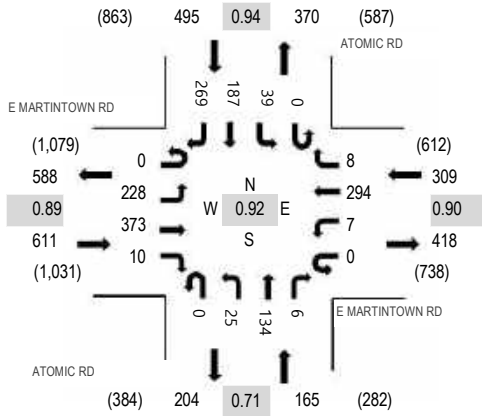 (863) 495 0.94 370 (587)
ATOMIC RD
E MARTINTOWN RD
269 187 39 0
(1,079) (612)
0 8
588 309
228 294
N
0.89 W 0.92 E 0.90
373 7
S
611 418
10 0
(1,031) (738)
0 25 134 6
E MARTINTOWN RD
ATOMIC RD
(384) 204 0.71 165 (282)